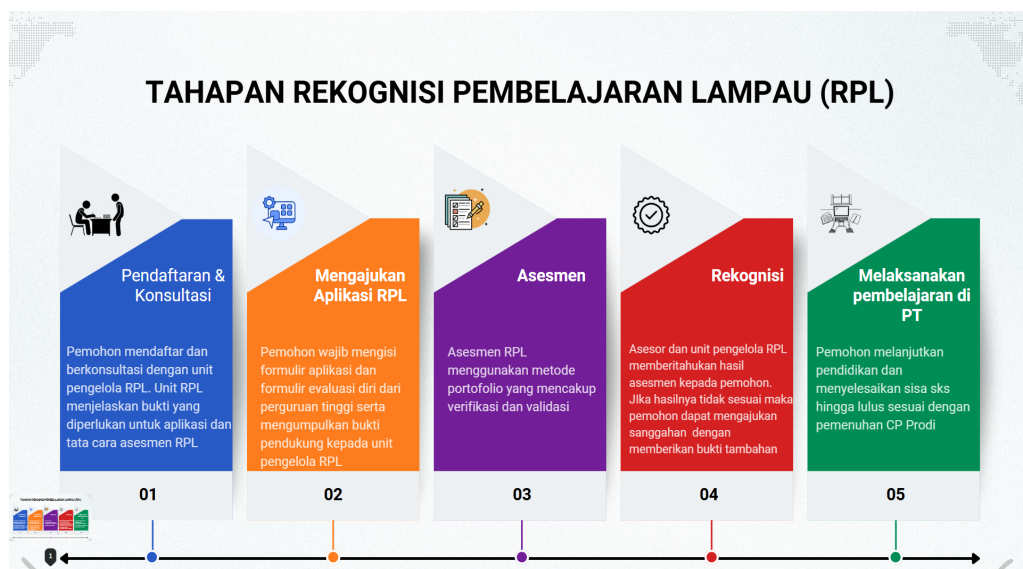 TAHAPAN REKOGNISI PEMBELAJARAN LAMPAU (RPL)
Pendaftaran &
Konsultasi
Pemohon mendaftar dan
berkonsultasi dengan unit
pengelola RPL. Unit RPL
menjelaskan bukti yang
diperlukan untuk aplikasi dan
tata cara asesmen RPL
01
Mengajukan
Aplikasi RPL
Pemohon wajib mengisi
formulir aplikasi dan
formulir evaluasi diri dari
perguruan tinggi serta
mengumpulkan bukti
pendukung kepada unit
pengelola RPL
02
Asesmen
Asesmen RPL
menggunakan metode
portofolio yang mencakup
verifikasi dan validasi
03
Rekognisi
Asesor dan unit pengelola RPL
memberitahukan hasil
asesmen kepada pemohon.
JIka hasilnya tidak sesuai maka
pemohon dapat mengajukan
sanggahan dengan
memberikan bukti tambahan
04
Melaksanakan
pembelajaran di
PT
Pemohon melanjutkan
pendidikan dan
menyelesaikan sisa sks
hingga lulus sesuai dengan
pemenuhan CP Prodi
05
TAHAPAN REKOGNISI PEMBELAJARAN LAMPAU (RPL)
1